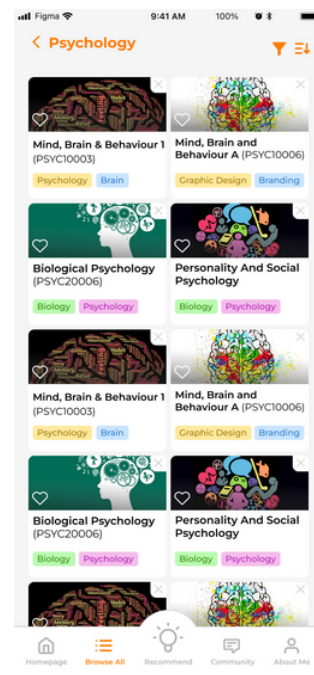 Figma 9:41 AM 100%
Psychology
Mind, Brain & Behaviour 1
(PSYC10003)
Psychology Brain
Mind, Brain and
Behaviour A (PSYC10006)
Graphic Design Branding
Biological Psychology
(PSYC20006)
Biology Psychology
Personality And Social
Psychology
Biology Psychology
Mind, Brain & Behaviour 1
(PSYC10003)
Psychology Brain
Mind, Brain and
Behaviour A (PSYC10006)
Graphic Design Branding
Biological Psychology
(PSYC20006)
Biology Psychology
Personality And Social
Psychology
Biology Psychology
Homepage Browse All Recommend Community About Me